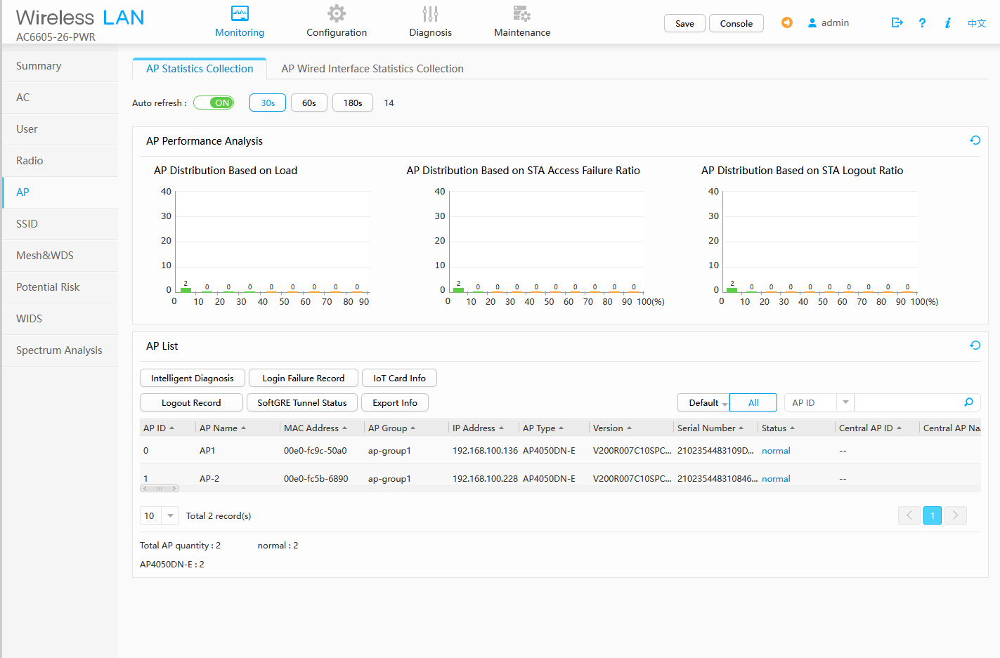 Wireless LAN
AC6605-26-PWR
Monitoring
Configuration
Diagnosis
Maintenance
Save
Console
admin
?
i
中文
Summary
AC
User
Radio
AP
SSID
Mesh&WDS
Potential Risk
WIDS
Spectrum Analysis
AP Statistics Collection
AP Wired Interface Statistics Collection
Auto refresh :
ON
30s
60s
180s
14
AP Performance Analysis
AP Distribution Based on Load
40
30
20
10
0
2 0 0 0 0 0 0 0 0
0 10 20 30 40 50 60 70 80 90
AP Distribution Based on STA Access Failure Ratio
40
30
20
10
0
2 0 0 0 0 0 0 0 0 0
0 10 20 30 40 50 60 70 80 90 100(%)
AP Distribution Based on STA Logout Ratio
40
30
20
10
0
2 0 0 0 0 0 0 0 0 0
0 10 20 30 40 50 60 70 80 90 100(%)
AP List
Intelligent Diagnosis
Login Failure Record
IoT Card Info
Logout Record
SoftGRE Tunnel Status
Export Info
Default
All
AP ID
AP ID AP Name MAC Address AP Group IP Address AP Type Version Serial Number Status Central AP ID Central AP Na.
0 AP1 00e0-fc9c-50a0 ap-group1 192.168.100.136 AP4050DN-E V200R007C10SPC... 2102354483109D... normal --
1 AP-2 00e0-fc5b-6890 ap-group1 192.168.100.228 AP4050DN-E V200R007C10SPC... 210235448310846... normal --
10
Total 2 record(s)
1
Total AP quantity : 2
normal : 2
AP4050DN-E : 2